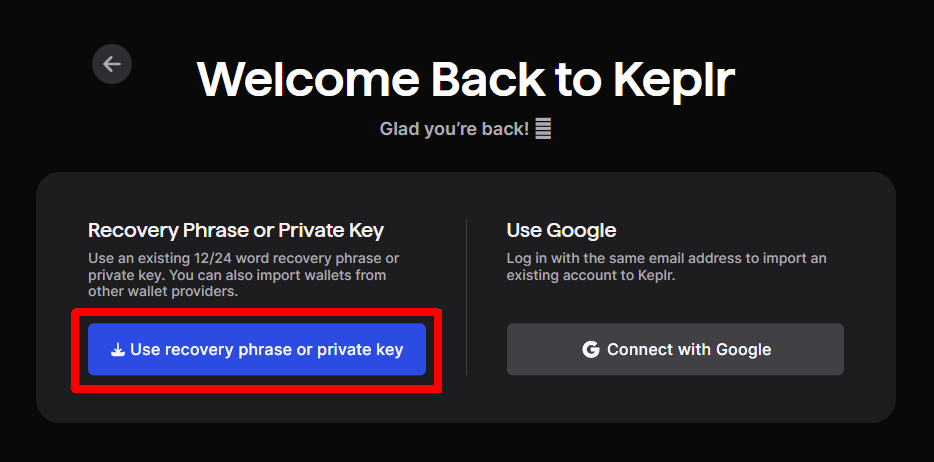 Welcome Back to Keplr
Glad you're back!
Recovery Phrase or Private Key
Use an existing 12/24 word recovery phrase or
private key. You can also import wallets from
other wallet providers.
Use recovery phrase or private key
Use Google
Log in with the same email address to import an
existing account to Keplr.
Connect with Google